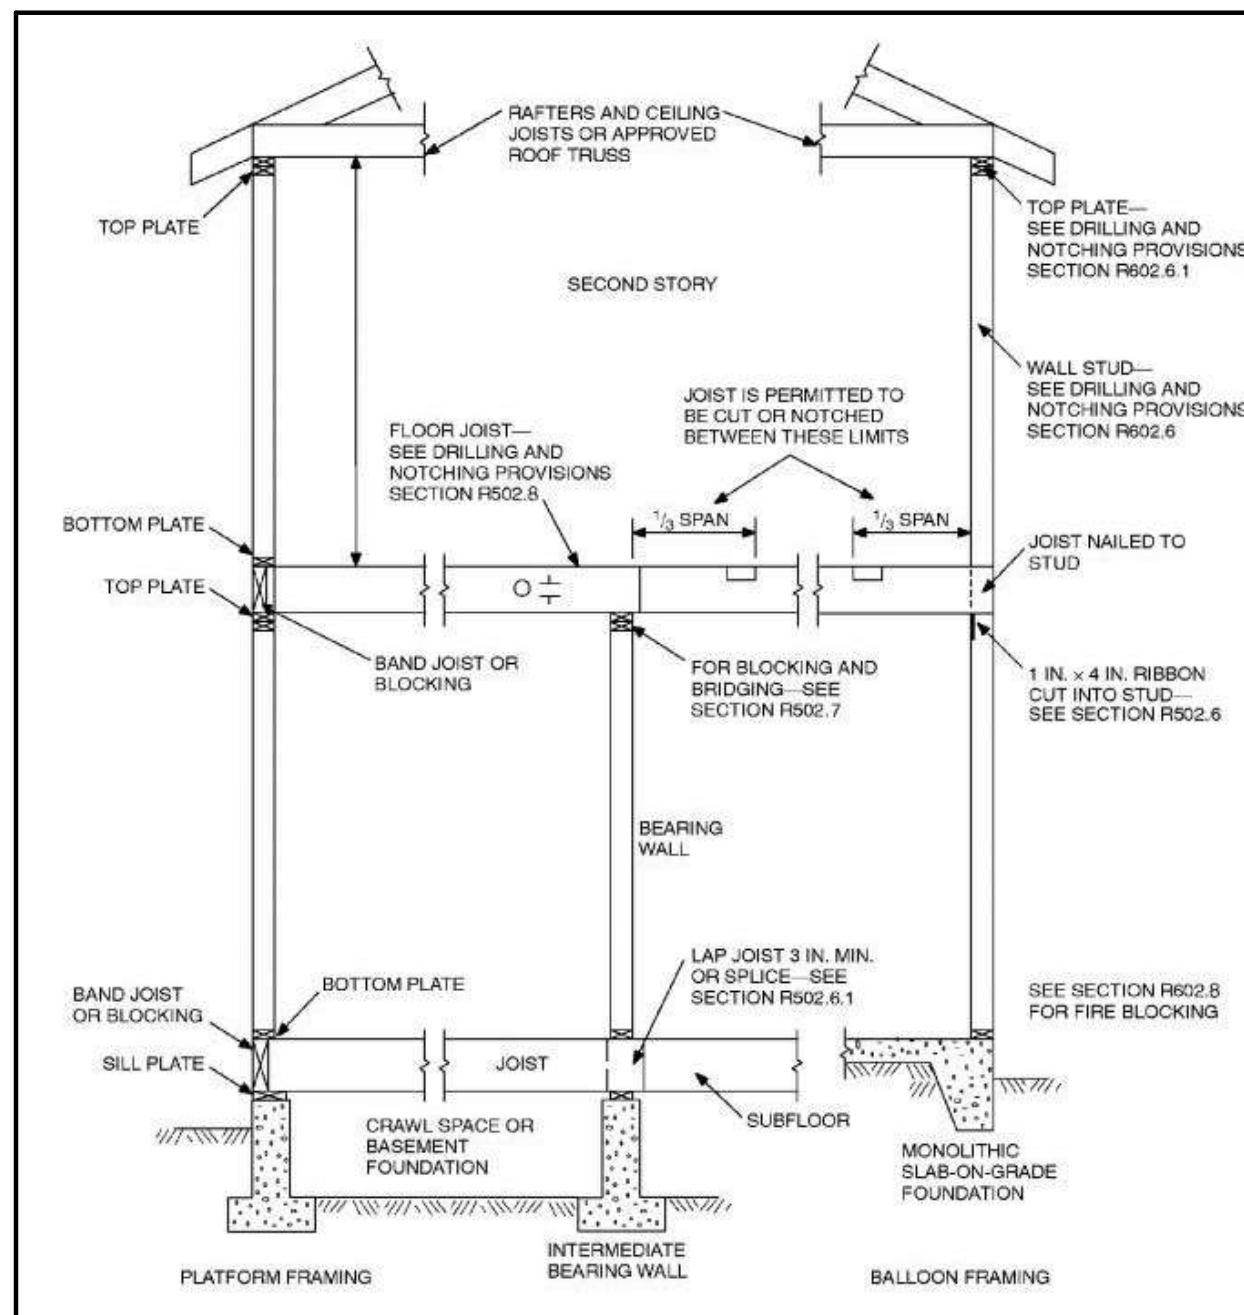 RAFTERS AND CEILING
JOISTS OR APPROVED
ROOF TRUSS
TOP PLATE
TOP PLATE—
SEE DRILLING AND
NOTCHING PROVISIONS
SECTION R602.6.1
SECOND STORY
WALL STUD—
SEE DRILLING AND
NOTCHING PROVISIONS
SECTION R602.6
JOIST IS PERMITTED TO
BE CUT OR NOTCHED
BETWEEN THESE LIMITS
FLOOR JOIST—
SEE DRILLING AND
NOTCHING PROVISIONS
SECTION R502.8
1/3 SPAN
1/3 SPAN
BOTTOM PLATE
JOIST NAILED TO
STUD
TOP PLATE
BAND JOIST OR
BLOCKING
FOR BLOCKING AND
BRIDGING—SEE
SECTION R502.7
1 IN. × 4 IN. RIBBON
CUT INTO STUD—
SEE SECTION R502.6
BEARING
WALL
LAP JOIST 3 IN. MIN.
OR SPLICE—SEE
SECTION R502.6.1
BOTTOM PLATE
BAND JOIST
OR BLOCKING
SEE SECTION R602.8
FOR FIRE BLOCKING
SILL PLATE
JOIST
SUBFLOOR
CRAWL SPACE OR
BASEMENT
FOUNDATION
MONOLITHIC
SLAB-ON-GRADE
FOUNDATION
INTERMEDIATE
BEARING WALL
PLATFORM FRAMING
BALLOON FRAMING